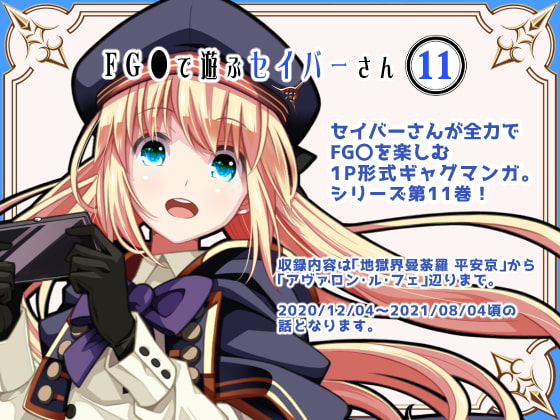 FG●で遊ぶセイバーさん 11
セイバーさんが全力で
FG〇を楽しむ
1P形式ギャグマンガ。
シリーズ第11巻！
収録内容は「地獄界曼荼羅 平安京」から
「アヴァロン・ル・フェ」辺りまで。
2020/12/04～2021/08/04頃の
話となります。